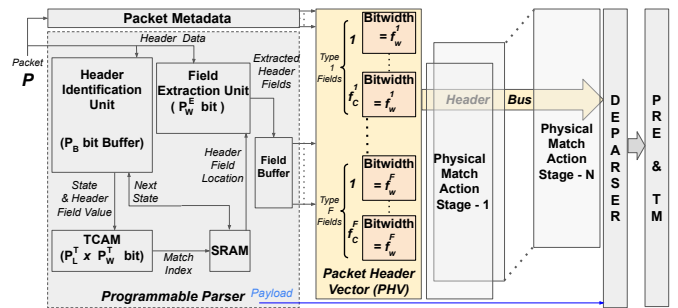 Packet Metadata
Header Data
Packet
P
Header
Identification
Unit
(P_B bit Buffer)
Field
Extraction Unit
( P_W^E bit )
Extracted
Header
Fields
Header
Field
Location
Field
Buffer
State
& Header
Field Value
Next
State
TCAM
(P_L^T x P_W^T bit)
Match
Index
SRAM
Programmable Parser
Payload
Type
1
Fields
1
Bitwidth
= f_w^1
f_C^1
Bitwidth
= f_w^1
Type
F
Fields
1
Bitwidth
= f_w^F
f_C^F
Bitwidth
= f_w^F
Packet Header
Vector (PHV)
Header Bus
Physical
Match
Action
Stage - 1
Physical
Match
Action
Stage - N
DEPARSER
PRE & TM